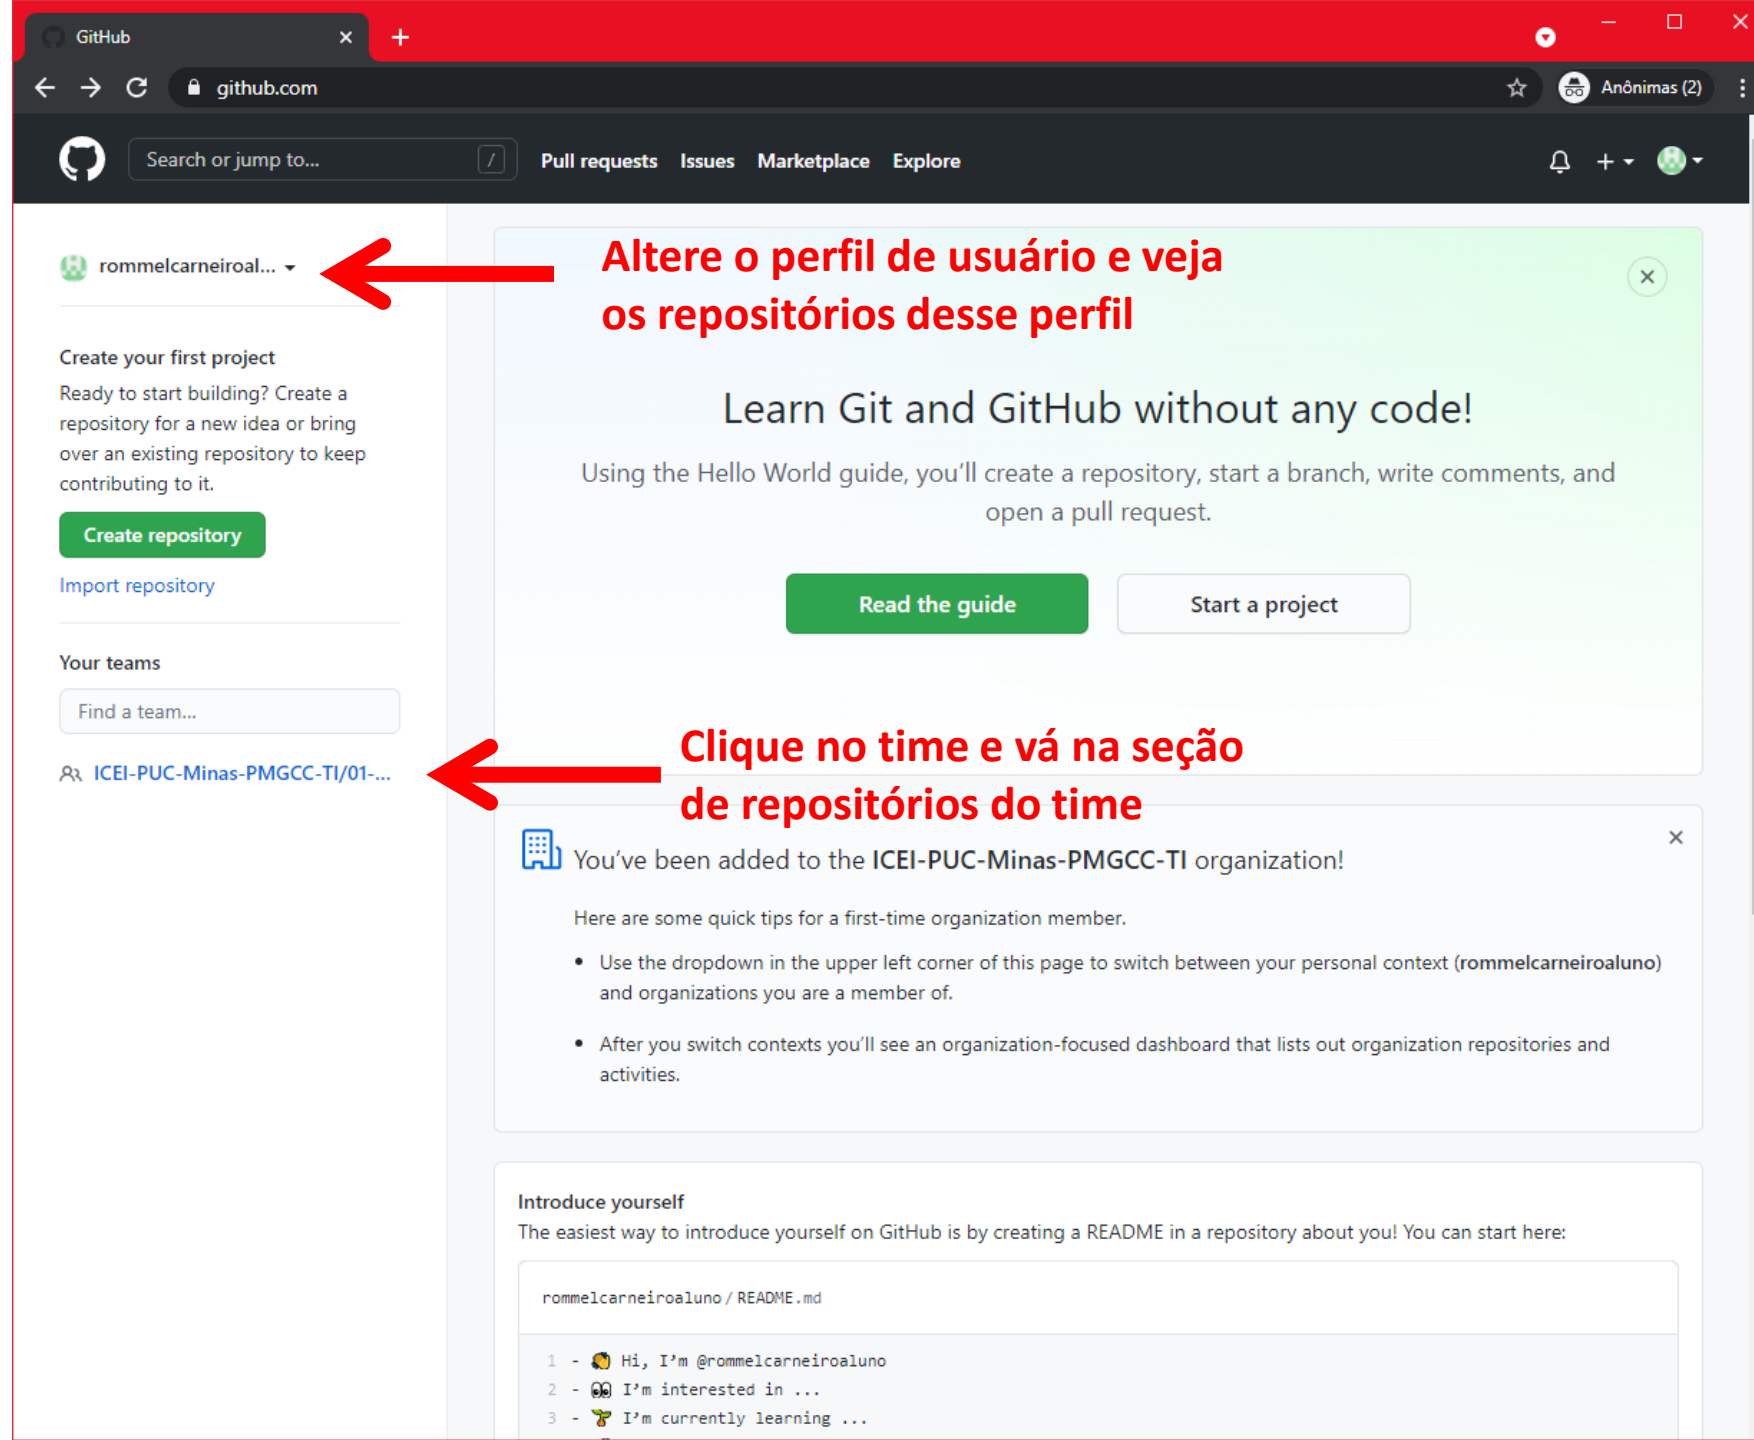 GitHub
github.com
Anônimas (2)
Search or jump to...
/
Pull requests Issues Marketplace Explore
rommelcarneiroal...
Altere o perfil de usuário e veja
os repositórios desse perfil
Create your first project
Ready to start building? Create a
repository for a new idea or bring
over an existing repository to keep
contributing to it.
Create repository
Import repository
Learn Git and GitHub without any code!
Using the Hello World guide, you'll create a repository, start a branch, write comments, and
open a pull request.
Read the guide
Start a project
Your teams
Find a team...
ICEI-PUC-Minas-PMGCC-TI/01-...
Clique no time e vá na seção
de repositórios do time
You've been added to the ICEI-PUC-Minas-PMGCC-TI organization!
Here are some quick tips for a first-time organization member.
• Use the dropdown in the upper left corner of this page to switch between your personal context (rommelcarneiroaluno)
and organizations you are a member of.
• After you switch contexts you'll see an organization-focused dashboard that lists out organization repositories and
activities.
Introduce yourself
The easiest way to introduce yourself on GitHub is by creating a README in a repository about you! You can start here:
rommelcarneiroaluno / README.md
1 - 👋 Hi, I'm @rommelcarneiroaluno
2 - 👀 I'm interested in ...
3 - 🌱 I'm currently learning ...